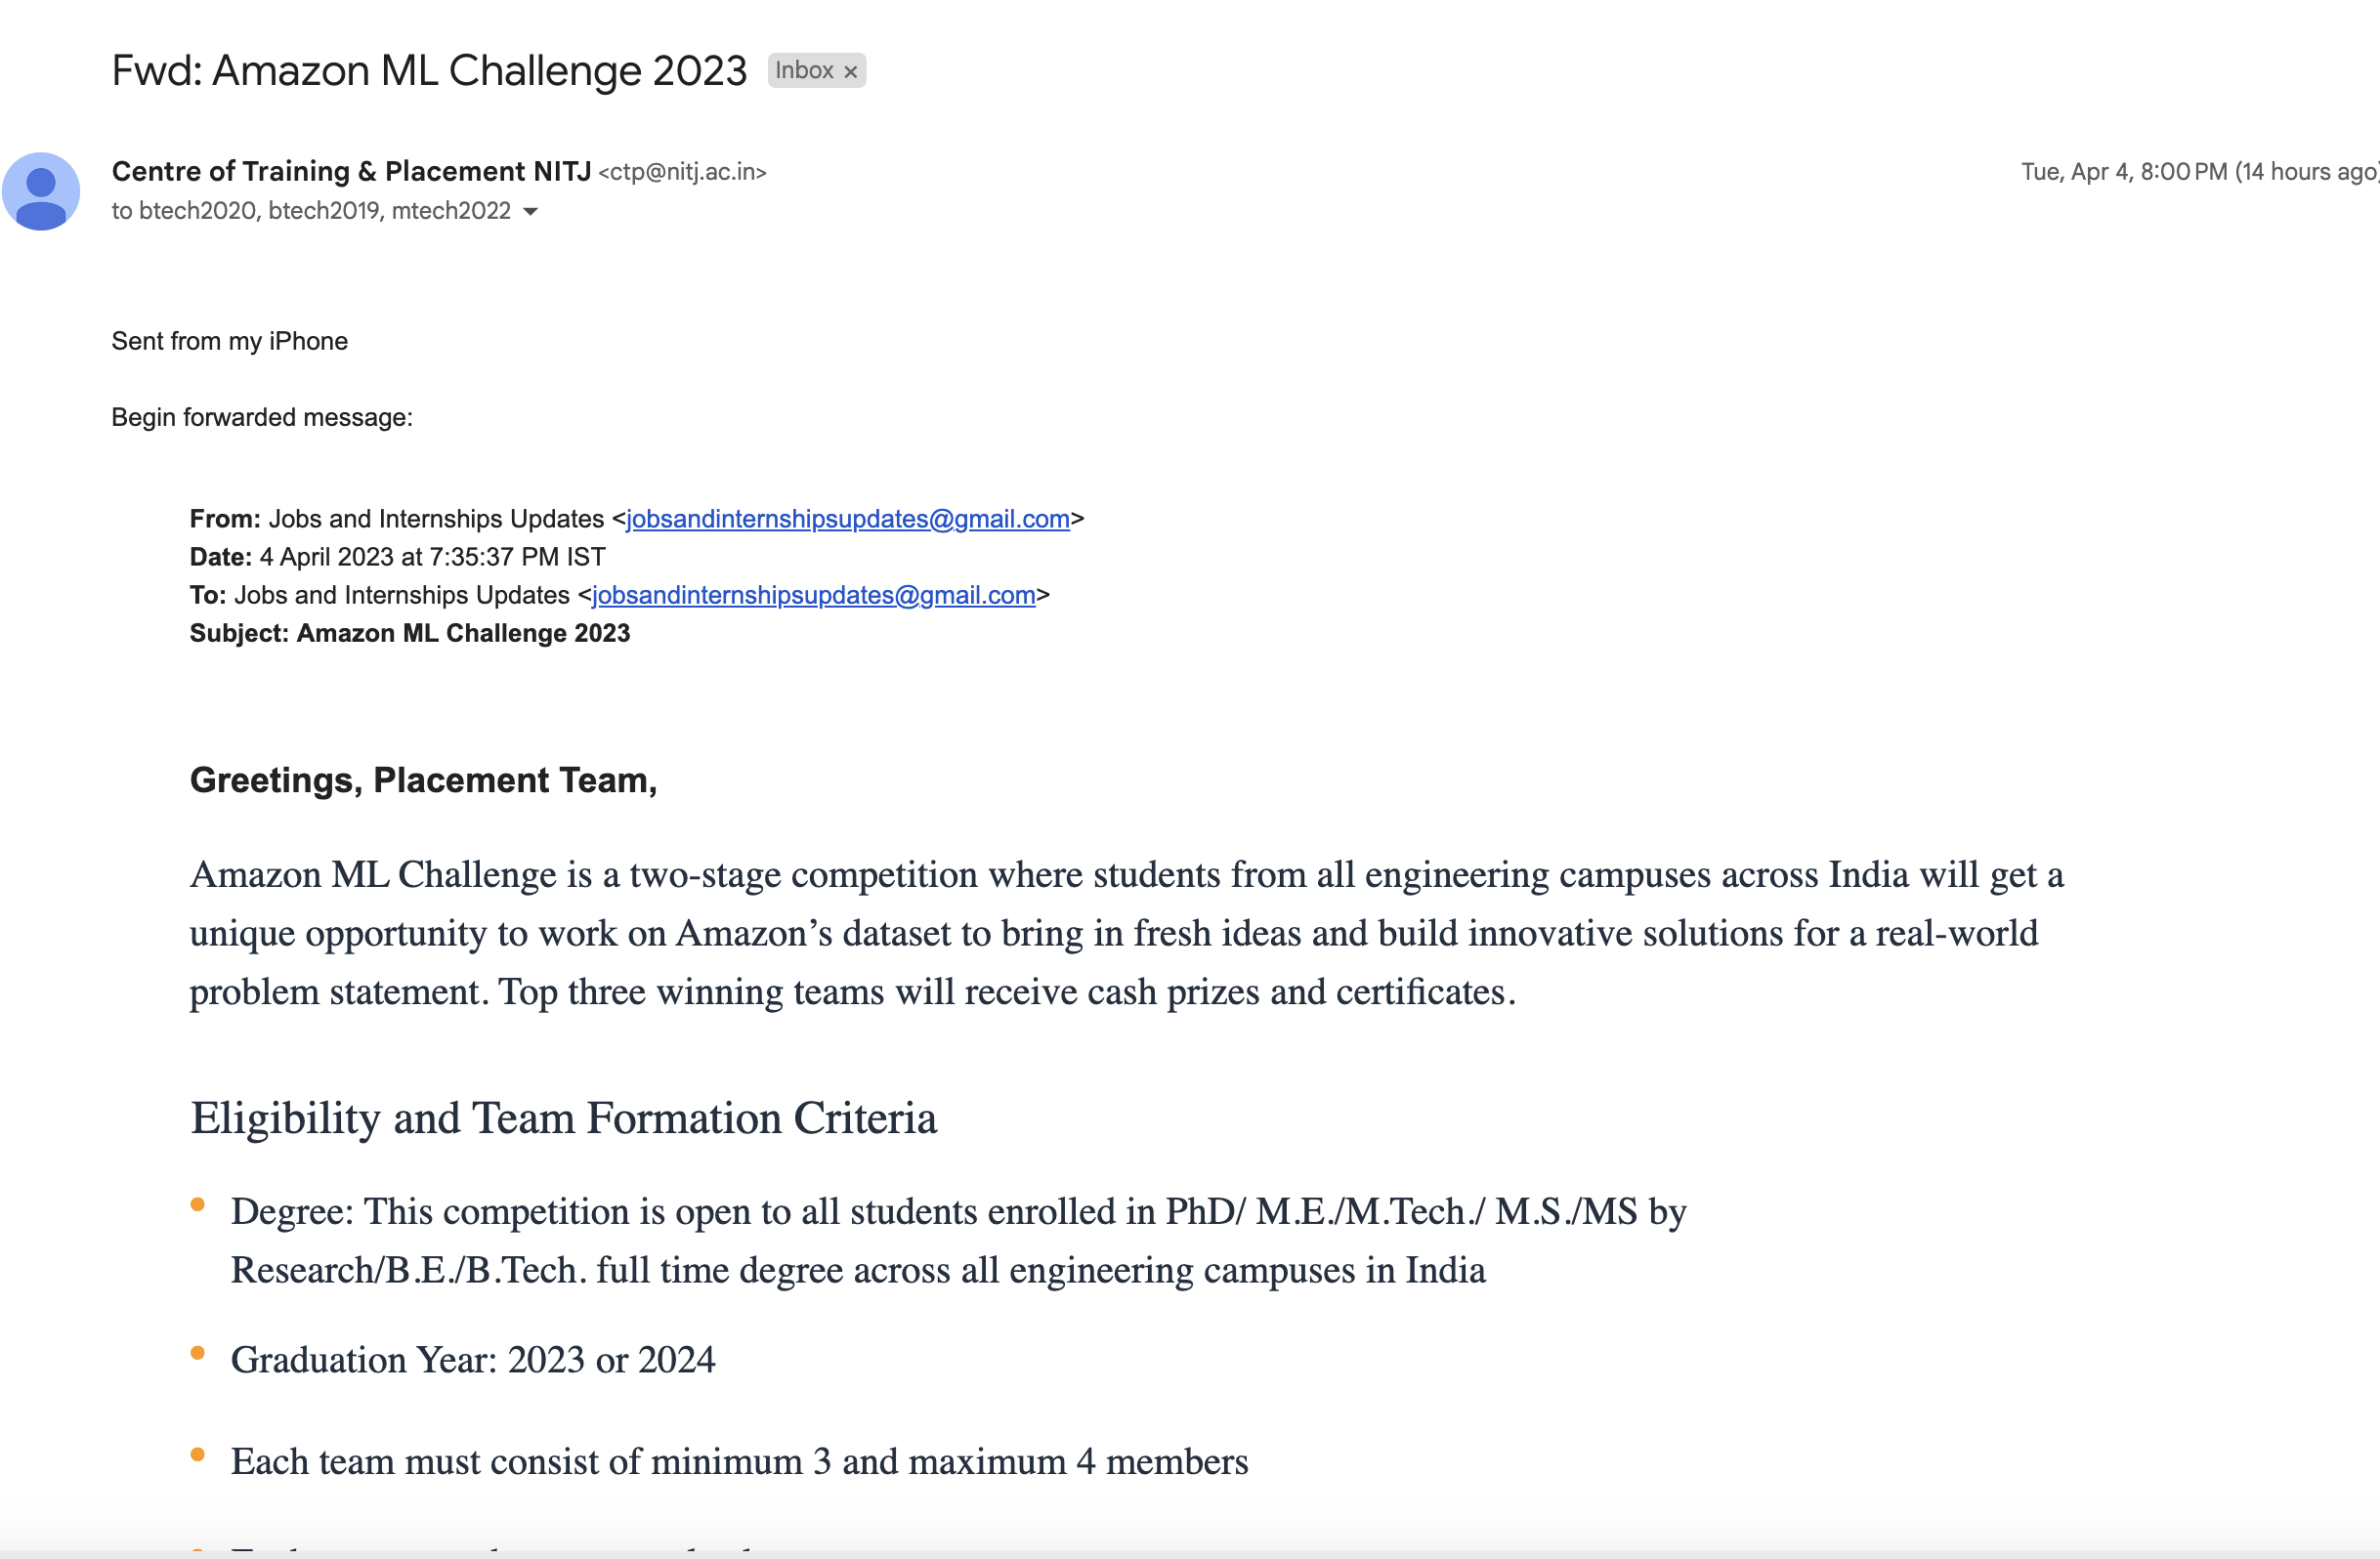 Fwd: Amazon ML Challenge 2023 Inbox ×
Centre of Training & Placement NITJ <ctp@nitj.ac.in> Tue, Apr 4, 8:00 PM (14 hours ago)
to btech2020, btech2019, mtech2022
Sent from my iPhone
Begin forwarded message:
From: Jobs and Internships Updates <jobsandinternshipsupdates@gmail.com>
Date: 4 April 2023 at 7:35:37 PM IST
To: Jobs and Internships Updates <jobsandinternshipsupdates@gmail.com>
Subject: Amazon ML Challenge 2023
Greetings, Placement Team,
Amazon ML Challenge is a two-stage competition where students from all engineering campuses across India will get a
unique opportunity to work on Amazon’s dataset to bring in fresh ideas and build innovative solutions for a real-world
problem statement. Top three winning teams will receive cash prizes and certificates.
Eligibility and Team Formation Criteria
• Degree: This competition is open to all students enrolled in PhD/ M.E./M.Tech./ M.S./MS by
Research/B.E./B.Tech. full time degree across all engineering campuses in India
• Graduation Year: 2023 or 2024
• Each team must consist of minimum 3 and maximum 4 members